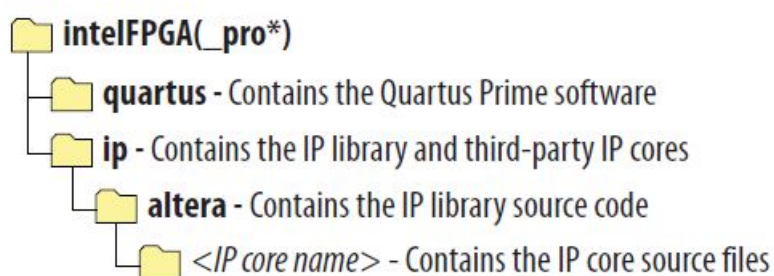 intelFPGA(_pro*)
quartus - Contains the Quartus Prime software
ip - Contains the IP library and third-party IP cores
altera - Contains the IP library source code
<IP core name> - Contains the IP core source files